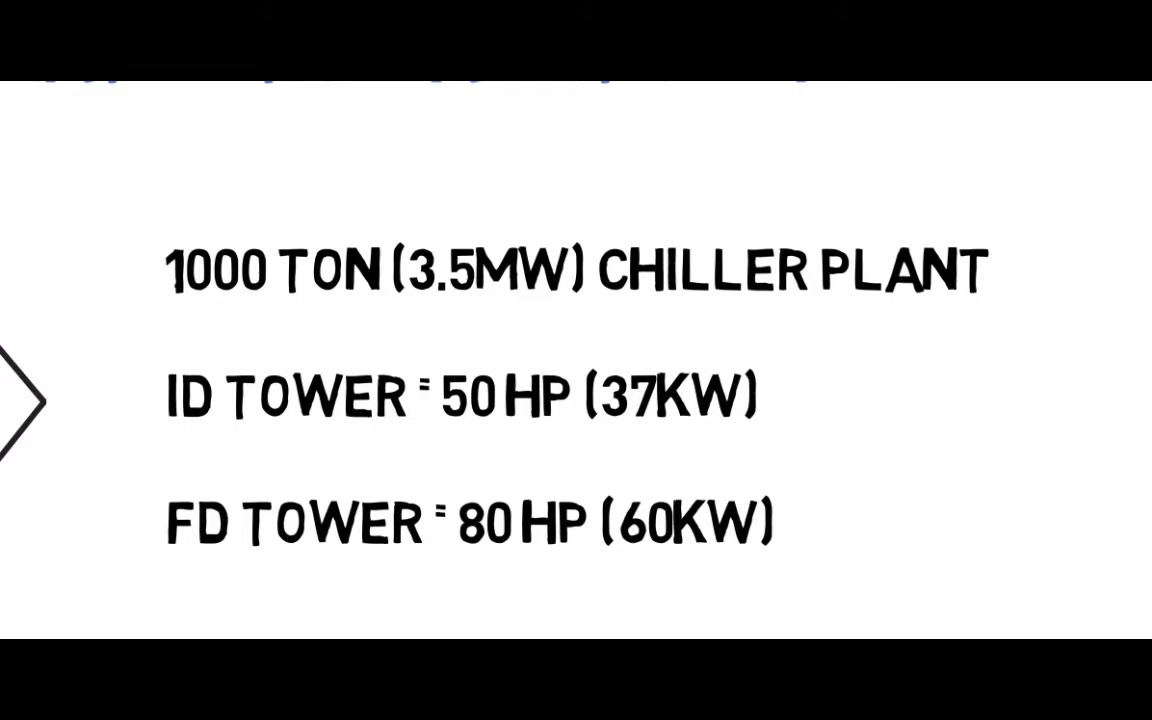 1000 TON (3.5MW) CHILLER PLANT
ID TOWER = 50 HP (37KW)
FD TOWER = 80 HP (60KW)